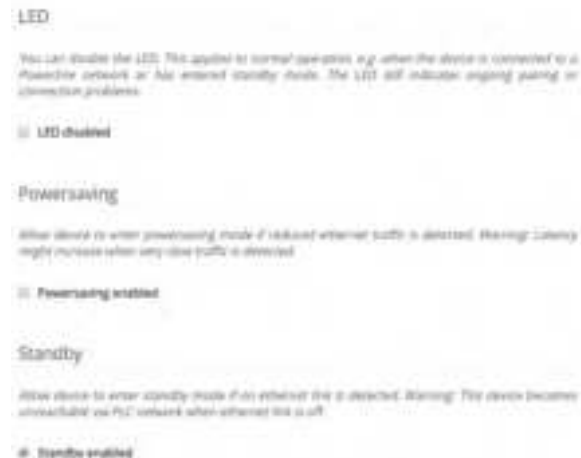 LED
You can disable the LED. This applies to normal operation, e.g. when the device is connected to a
Powerline network or has entered standby mode. The LED still indicates ongoing pairing or
connection problems.
LED disabled
Powersaving
Allow device to enter powersaving mode if reduced ethernet traffic is detected. Warning: Latency
might increase when very slow traffic is detected.
Powersaving enabled
Standby
Allow device to enter standby mode if no ethernet link is detected. Warning: This device becomes
unreachable via PLC network when ethernet link is off.
Standby enabled